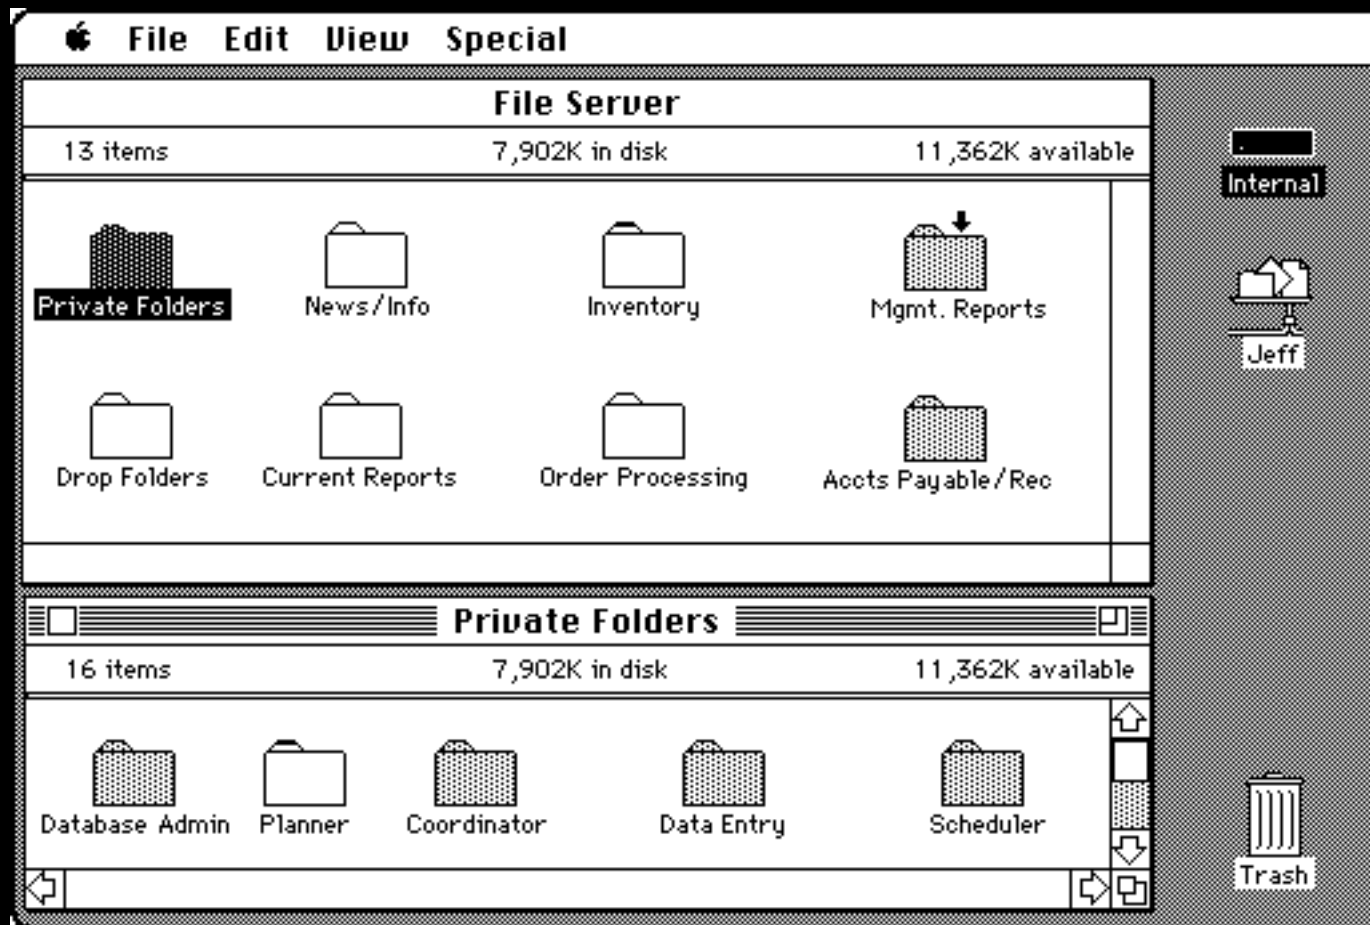 File Edit View Special
File Server
13 items 7,902K in disk 11,362K available
Private Folders News/Info Inventory Mgmt. Reports
Drop Folders Current Reports Order Processing Accts Payable/Rec
Private Folders
16 items 7,902K in disk 11,362K available
Database Admin Planner Coordinator Data Entry Scheduler
Internal
Jeff
Trash